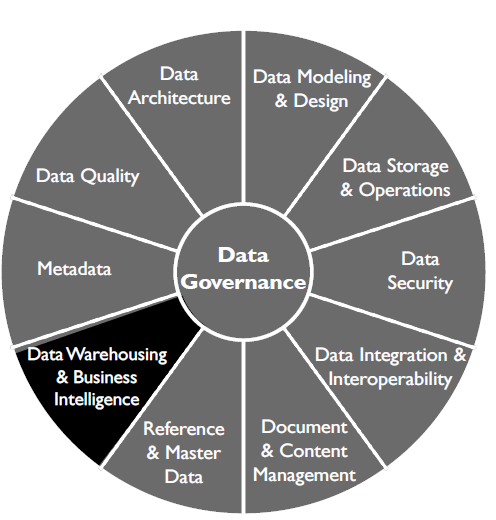 Data
Architecture
Data Modeling
& Design
Data Storage
& Operations
Data
Security
Data Integration &
Interoperability
Document
& Content
Management
Reference
& Master
Data
Data Warehousing
& Business
Intelligence
Metadata
Data Quality
Data
Governance